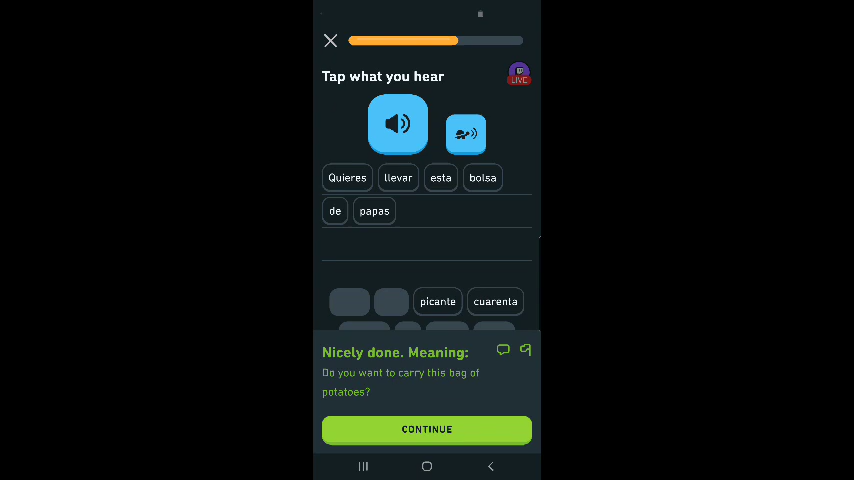 Tap what you hear
LIVE
Quieres llevar esta bolsa
de papas
picante cuarenta
Nicely done. Meaning:
Do you want to carry this bag of
potatoes?
CONTINUE